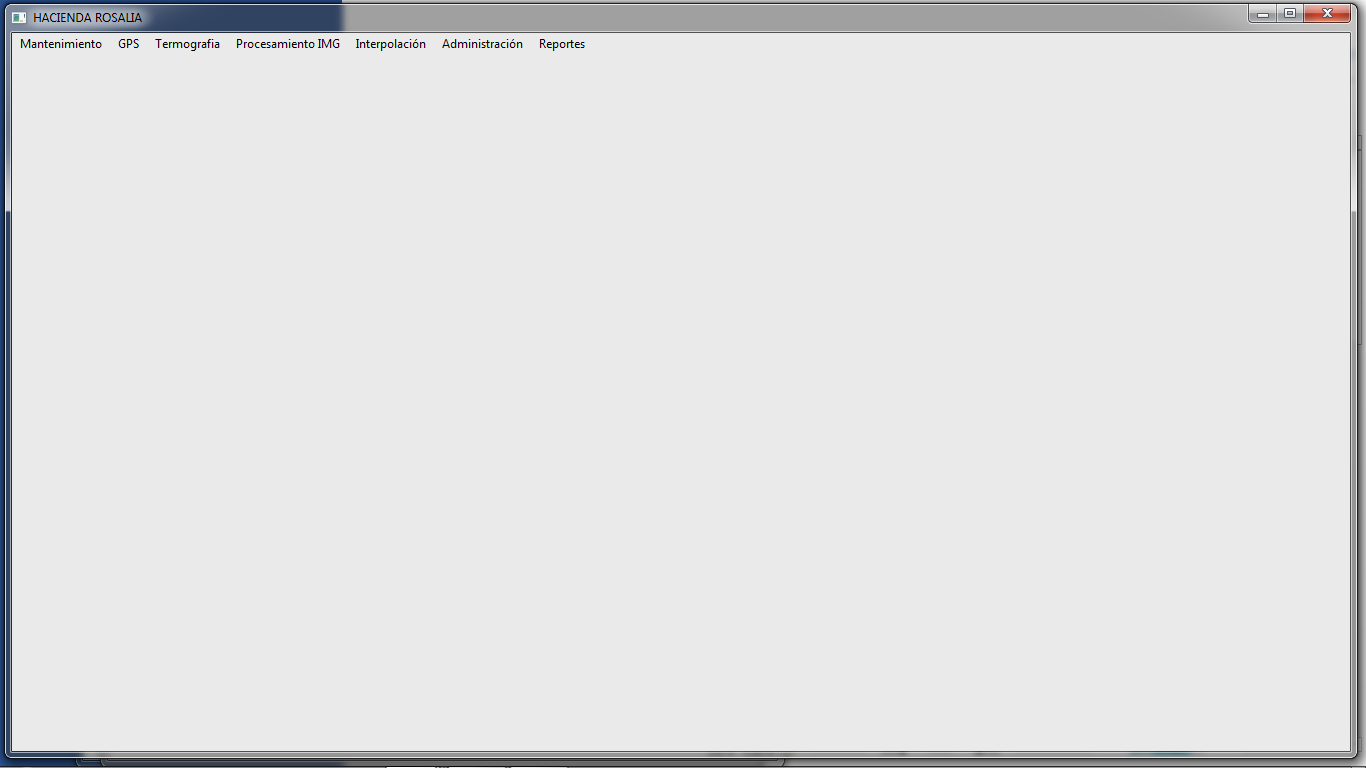 HACIENDA ROSALIA
Mantenimiento GPS Termografia Procesamiento IMG Interpolación Administración Reportes